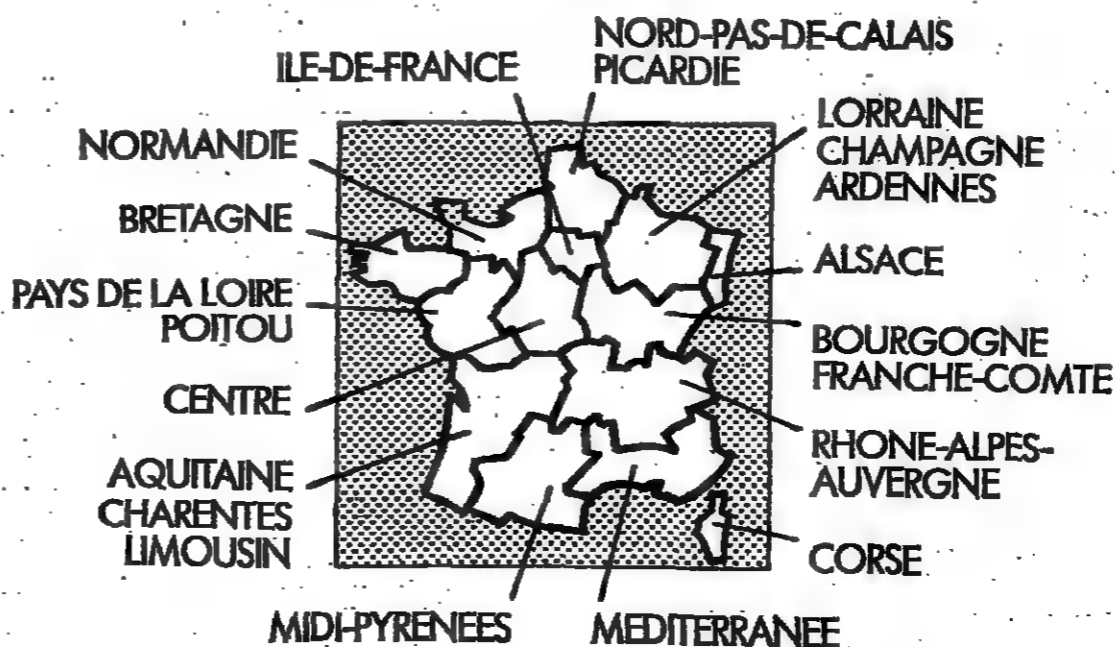 ILE-DE-FRANCE
NORD-PAS-DE-CALAIS
PICARDIE
NORMANDIE
LORRAINE
CHAMPAGNE
ARDENNES
BRETAGNE
ALSACE
PAYS DE LA LOIRE
POITOU
BOURGOGNE
FRANCHE-COMTE
CENTRE
RHONE-ALPES-
AUVERGNE
AQUITAINE
CHARENTES
LIMOUSIN
CORSE
MIDI-PYRENEES
MEDITERRANEE